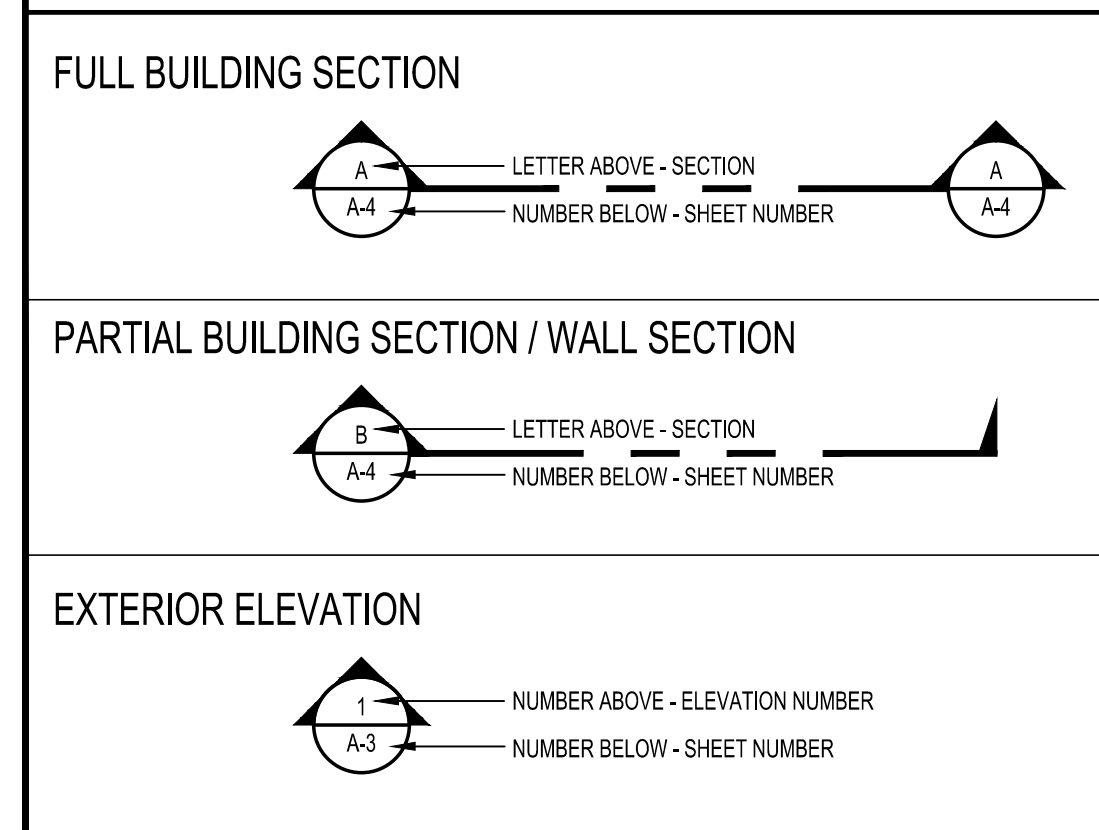 FULL BUILDING SECTION
A LETTER ABOVE - SECTION A
A-4 NUMBER BELOW - SHEET NUMBER A-4
PARTIAL BUILDING SECTION / WALL SECTION
B LETTER ABOVE - SECTION
A-4 NUMBER BELOW - SHEET NUMBER
EXTERIOR ELEVATION
1 NUMBER ABOVE - ELEVATION NUMBER
A-3 NUMBER BELOW - SHEET NUMBER